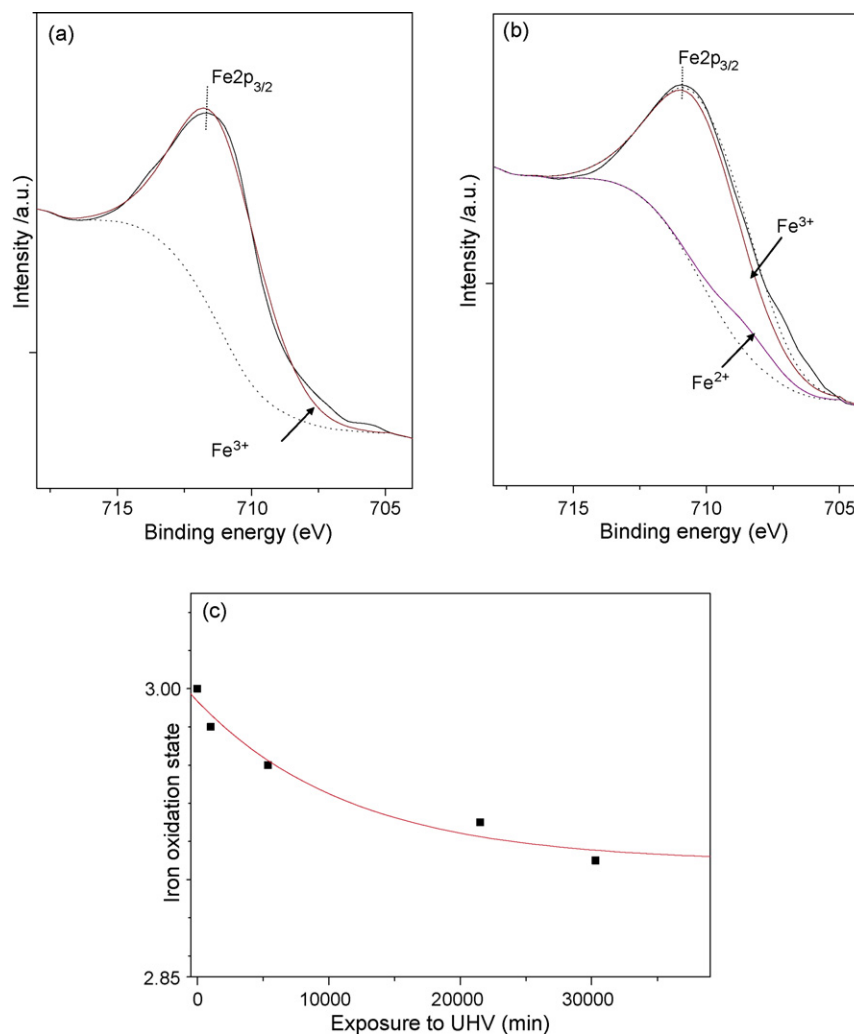 (a)
Fe2p3/2
Intensity /a.u.
Fe3+
715 710 705
Binding energy (eV)
(b)
Fe2p3/2
Intensity /a.u.
Fe3+
Fe2+
715 710 705
Binding energy (eV)
(c)
3.00
Iron oxidation state
2.85
0 10000 20000 30000
Exposure to UHV (min)